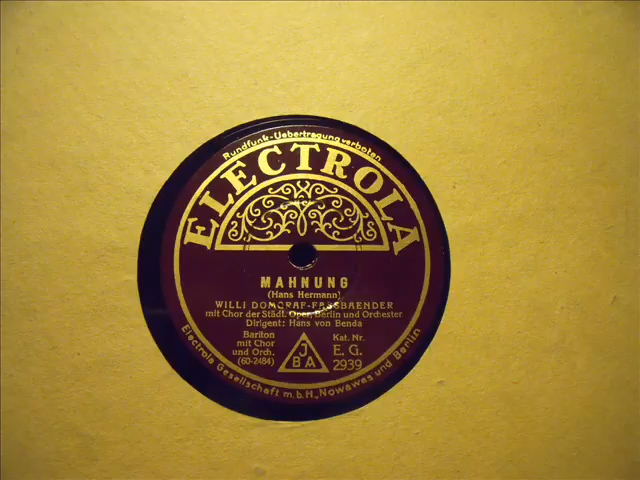 Rundfunk-Uebertragung verboten
ELECTROLA
MAHNUNG
(Hans Hermann)
WILLI DOMGRAF-FASSBAENDER
mit Chor der Städt. Oper, Berlin und Orchester
Dirigent: Hans von Benda
Bariton
mit Chor
und Orch.
(60-2484)
J
B A
Kat. Nr.
E. G.
2939
Electrola Gesellschaft m.b.H., Nowawes und Berlin